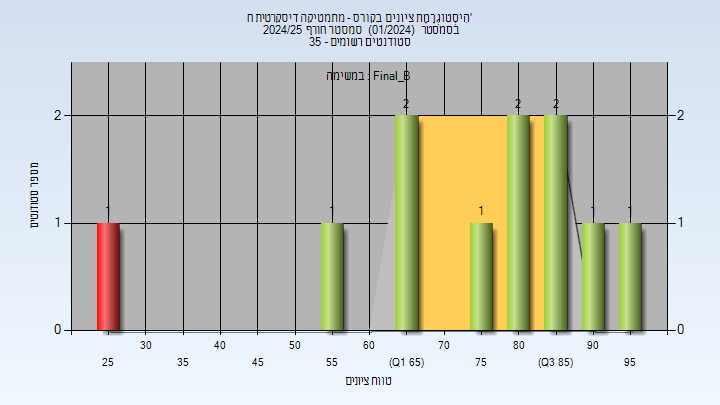 היסטוגרמת ציונים בקורס - מתמטיקה דיסקרטית ח'
בסמסטר (01/2024) סמסטר חורף 2024/25
סטודנטים רשומים - 35
במשימה : Final_B
2 2 2
2 2
1 1 1 1 1
1 1
0 0
מספר סטודנטים
30 40 50 60 70 80 90
25 35 45 55 (Q1 65) 75 (Q3 85) 95
טווח ציונים